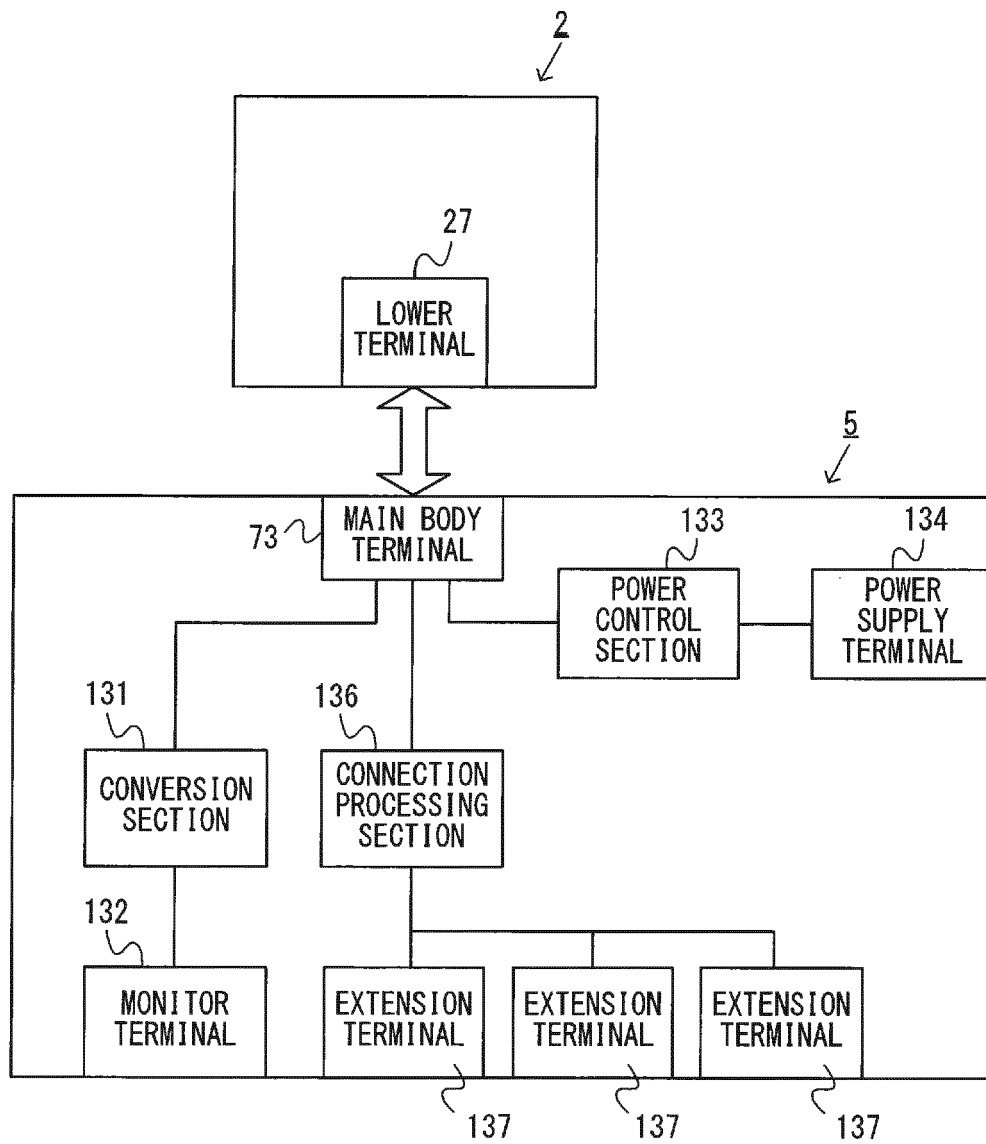 2
27
LOWER
TERMINAL
5
73
MAIN BODY
TERMINAL
133
POWER
CONTROL
SECTION
134
POWER
SUPPLY
TERMINAL
131
CONVERSION
SECTION
136
CONNECTION
PROCESSING
SECTION
132
MONITOR
TERMINAL
EXTENSION
TERMINAL
EXTENSION
TERMINAL
EXTENSION
TERMINAL
137
137
137